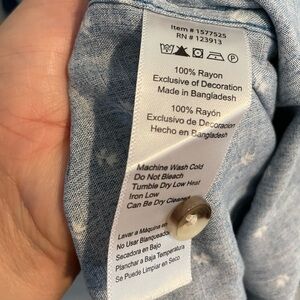 Item # 1577525
RN # 123913
100% Rayon
Exclusive of Decoration
Made in Bangladesh
100% Rayón
Exclusivo de Decoracion
Hecho en Bangladesh
Machine Wash Cold
Do Not Bleach
Tumble Dry Low Heat
Iron Low
Can Be Dry Cleaned
Lavar a Máquina en
No Usar Blanqueador
Secadora en Bajo
Planchar a Baja Temperatura
Se Puede Limpiar en Seco